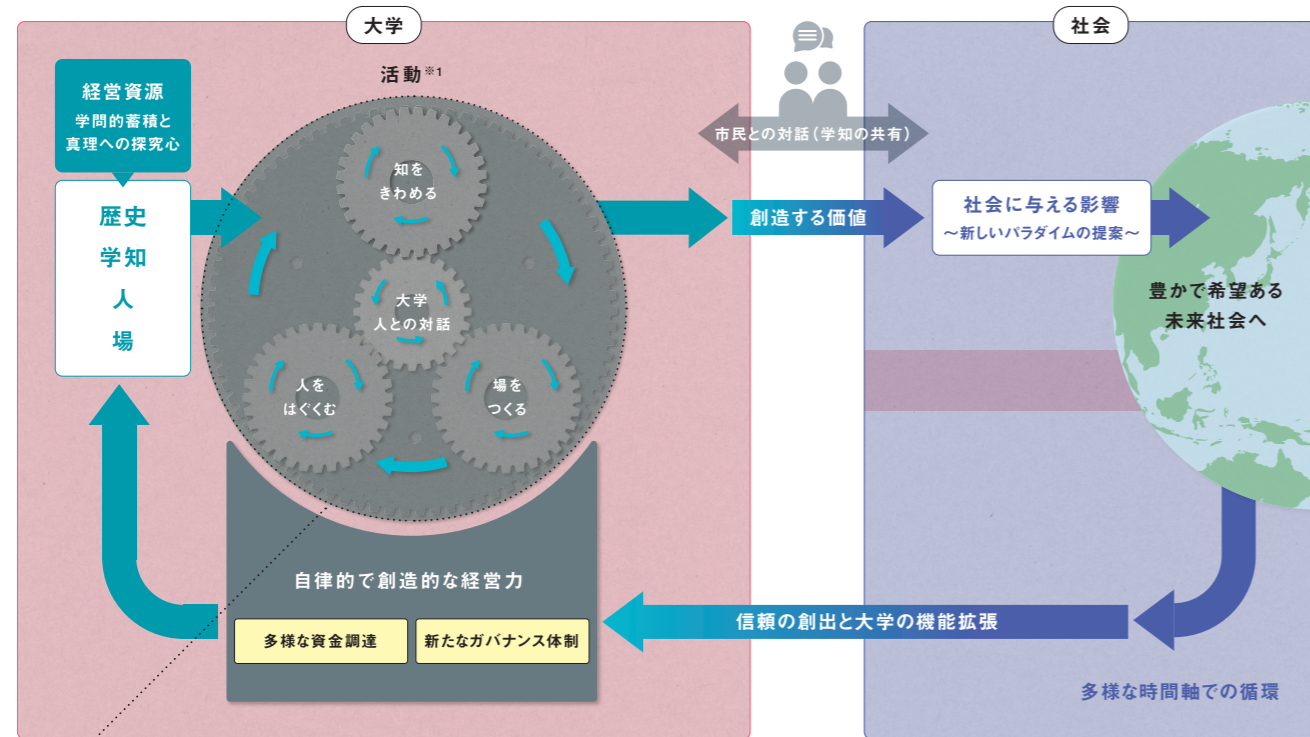 大学
社会
活動※1
経営資源
学問的蓄積と
真理への探究心
歴史
学知
人
場
知を
きわめる
大学
人との対話
人を
はぐくむ
場を
つくる
市民との対話(学知の共有)
創造する価値
社会に与える影響
〜新しいパラダイムの提案〜
豊かで希望ある
未来社会へ
自律的で創造的な経営力
多様な資金調達
新たなガバナンス体制
信頼の創出と大学の機能拡張
多様な時間軸での循環